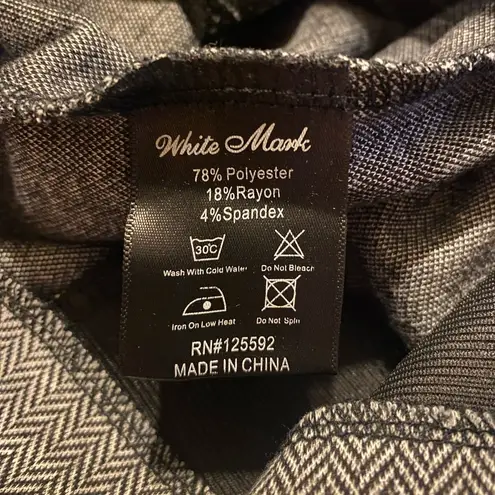 White Mark
78% Polyester
18%Rayon
4%Spandex
30C
Wash With Cold Water Do Not Bleach
Iron On Low Heat Do Not Spin
RN#125592
MADE IN CHINA